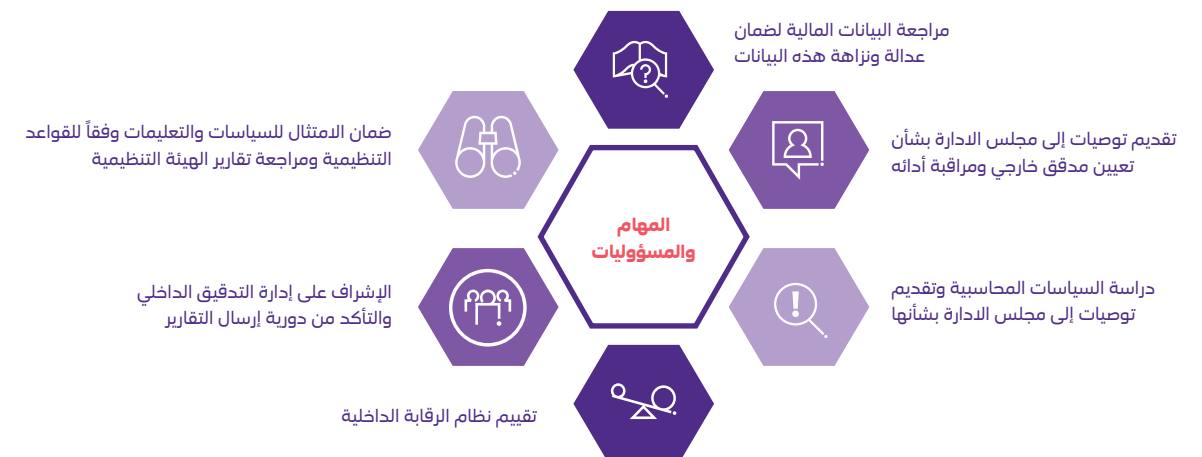 مراجعة البيانات المالية لضمان
عدالة ونزاهة هذه البيانات
تقديم توصيات إلى مجلس الادارة بشأن
تعيين مدقق خارجي ومراقبة أدائه
دراسة السياسات المحاسبية وتقديم
توصيات إلى مجلس الادارة بشأنها
تقييم نظام الرقابة الداخلية
الإشراف على إدارة التدقيق الداخلي
والتأكد من دورية إرسال التقارير
ضمان الامتثال للسياسات والتعليمات وفقاً للقواعد
التنظيمية ومراجعة تقارير الهيئة التنظيمية
المهام
والمسؤوليات